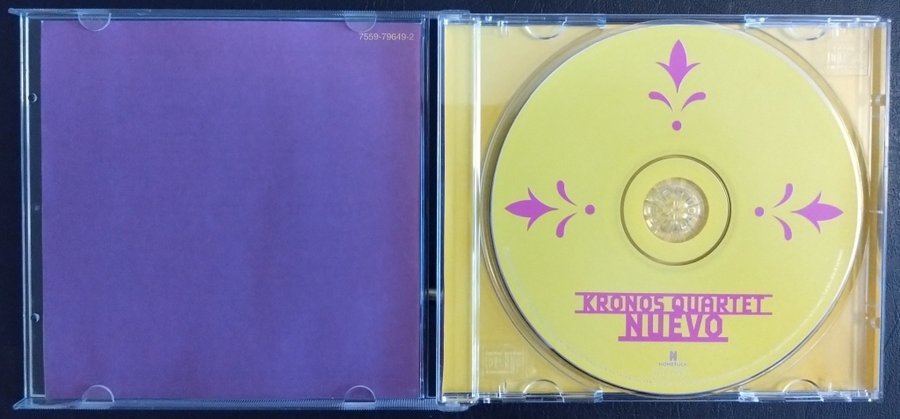 7559-79649-2
KRONOS QUARTET
NUEVO
N
NONESUCH